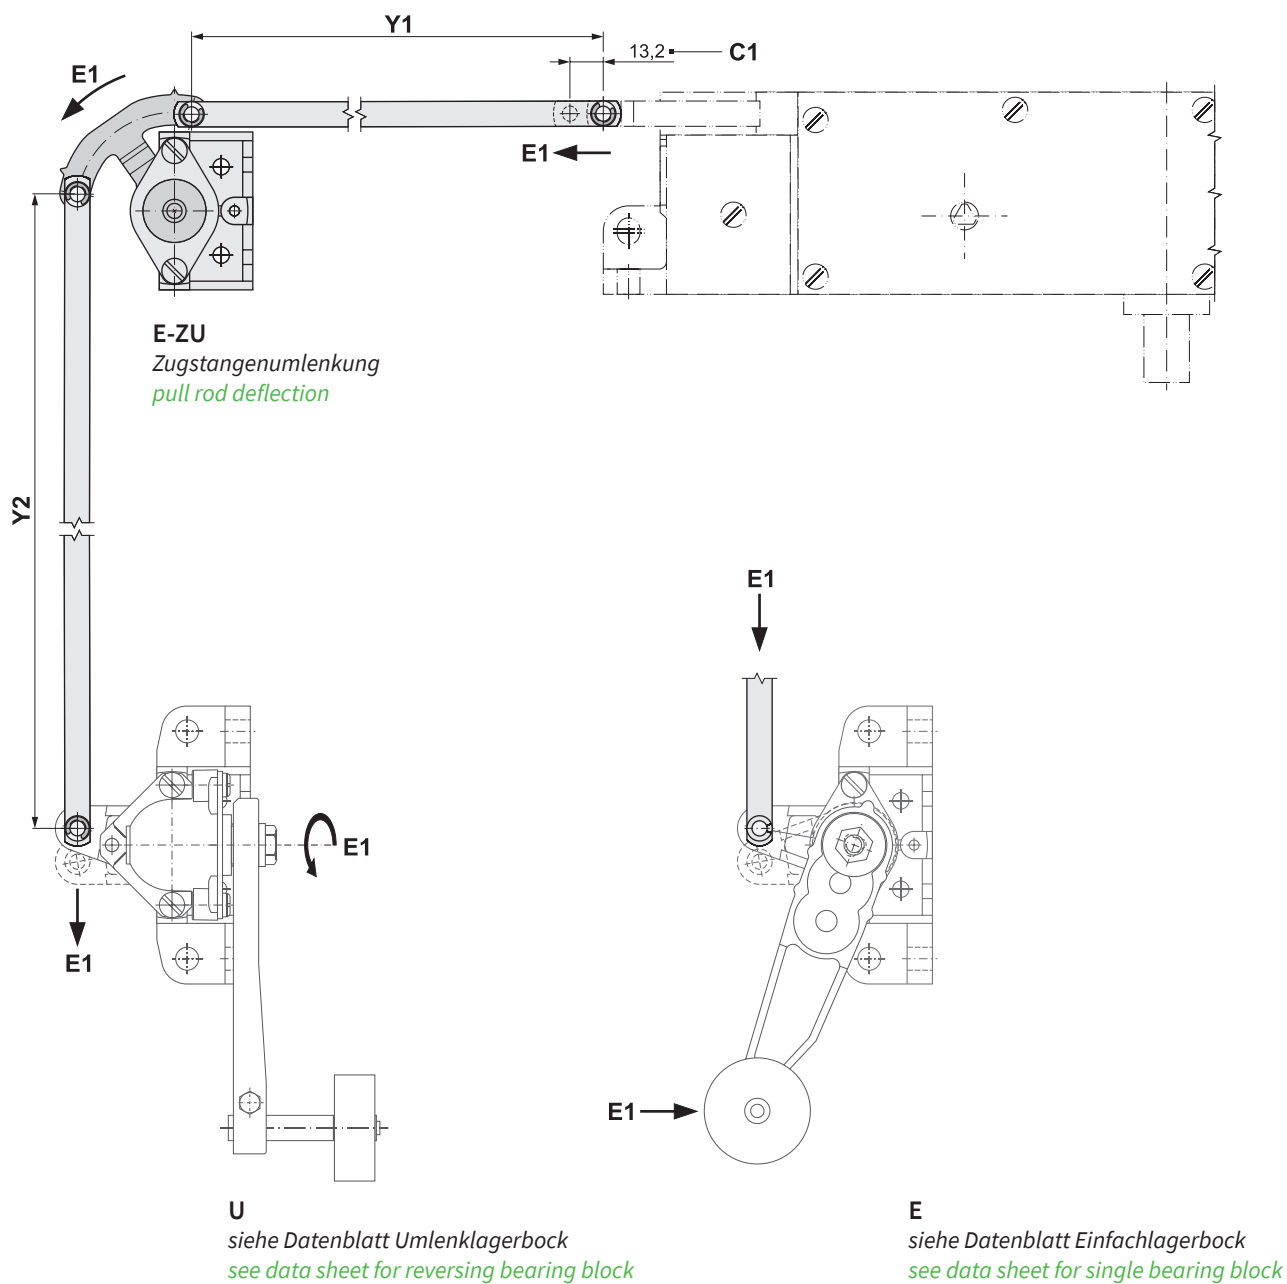 Y1
13,2
C1
E1
E1
E-ZU
Zugstangenumlenkung
pull rod deflection
Y2
E1
E1
E1
E1
U
siehe Datenblatt Umlenklagerbock
see data sheet for reversing bearing block
E
siehe Datenblatt Einfachlagerbock
see data sheet for single bearing block